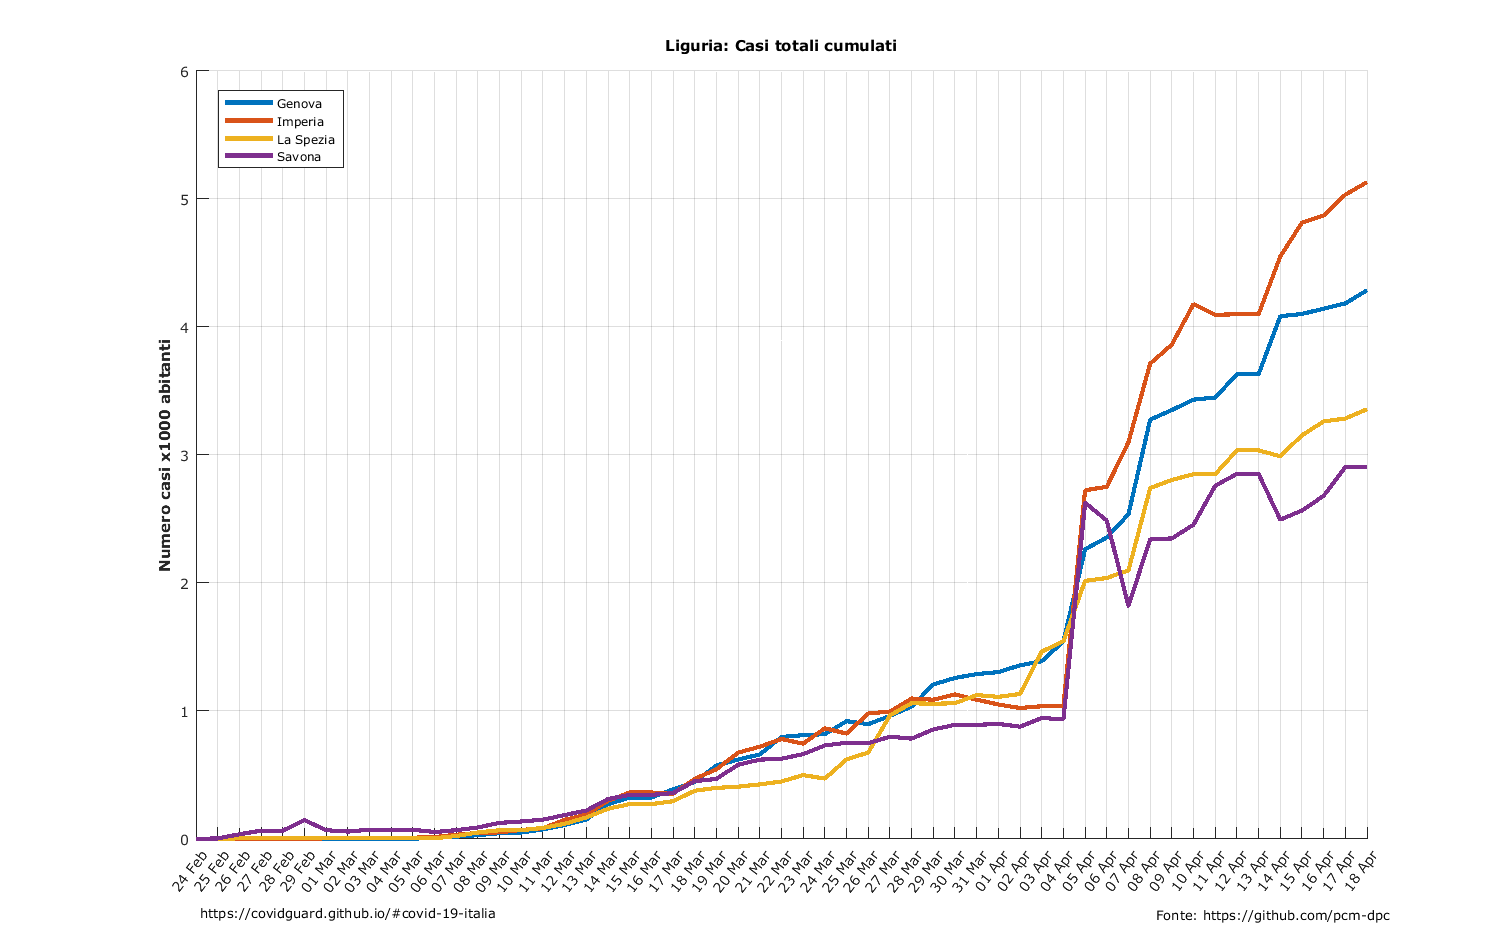 Liguria: Casi totali cumulati
Numero casi x1000 abitanti
6
5
4
3
2
1
0
Genova
Imperia
La Spezia
Savona
24 Feb
25 Feb
26 Feb
27 Feb
28 Feb
29 Feb
01 Mar
02 Mar
03 Mar
04 Mar
05 Mar
06 Mar
07 Mar
08 Mar
09 Mar
10 Mar
11 Mar
12 Mar
13 Mar
14 Mar
15 Mar
16 Mar
17 Mar
18 Mar
19 Mar
20 Mar
21 Mar
22 Mar
23 Mar
24 Mar
25 Mar
26 Mar
27 Mar
28 Mar
29 Mar
30 Mar
31 Mar
01 Apr
02 Apr
03 Apr
04 Apr
05 Apr
06 Apr
07 Apr
08 Apr
09 Apr
10 Apr
11 Apr
12 Apr
13 Apr
14 Apr
15 Apr
16 Apr
17 Apr
18 Apr
https://covidguard.github.io/#covid-19-italia
Fonte: https://github.com/pcm-dpc